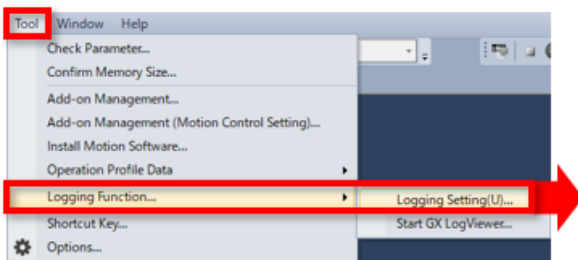 Tool Window Help
Check Parameter...
Confirm Memory Size...
Add-on Management...
Add-on Management (Motion Control Setting)...
Install Motion Software...
Operation Profile Data
Logging Function...
Logging Setting(U)...
Shortcut Key...
Start GX LogViewer...
Options...